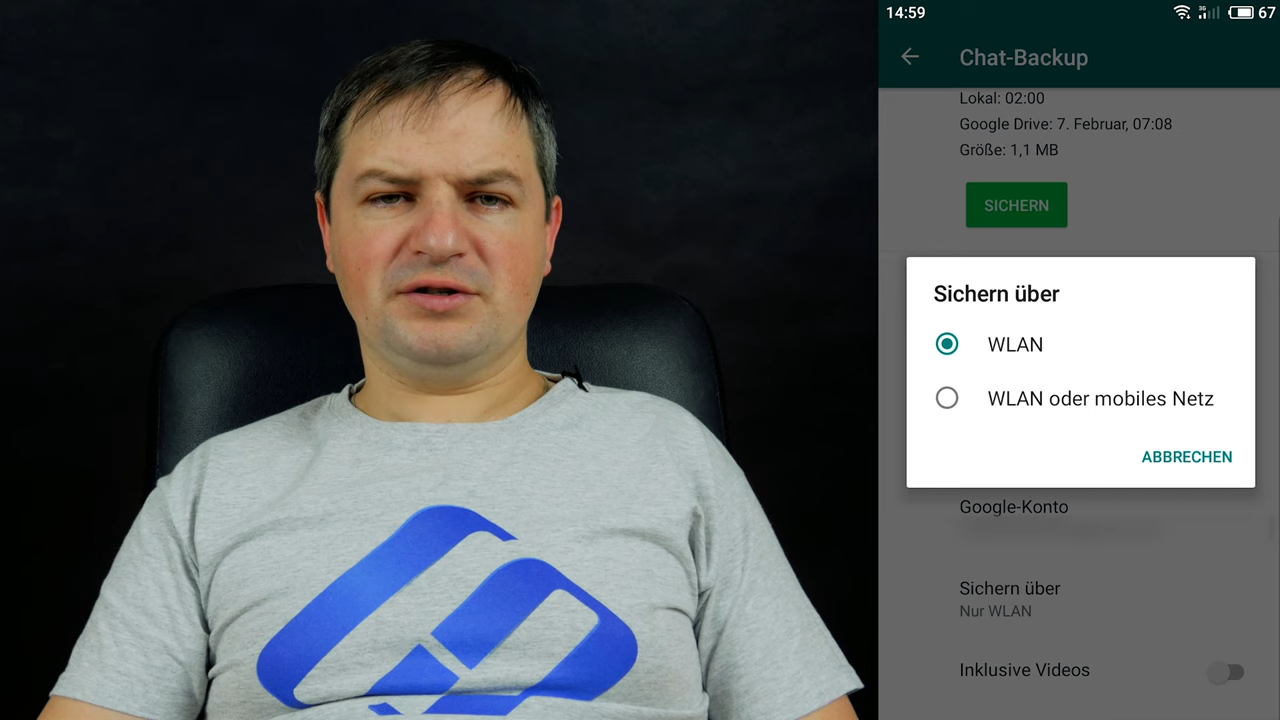 14:59
3G
67
Chat-Backup
Lokal: 02:00
Google Drive: 7. Februar, 07:08
Größe: 1,1 MB
SICHERN
Sichern über
WLAN
WLAN oder mobiles Netz
ABBRECHEN
Google-Konto
Sichern über
Nur WLAN
Inklusive Videos